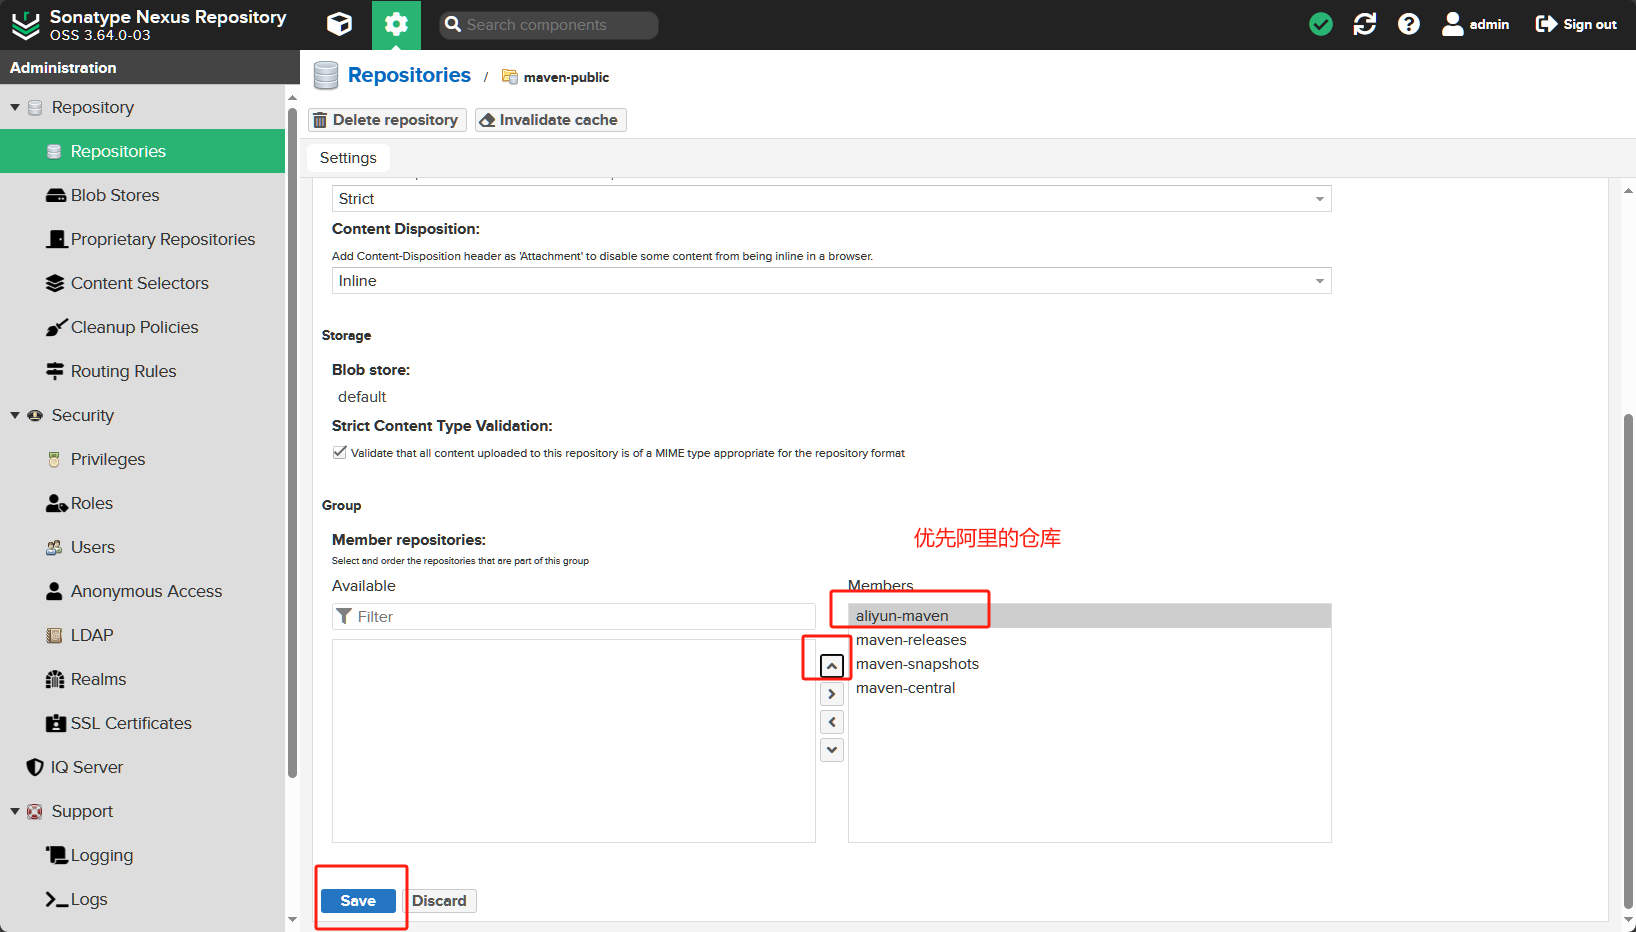 Sonatype Nexus Repository
OSS 3.64.0-03
Search components
admin
Sign out
Administration
Repository
Repositories
Blob Stores
Proprietary Repositories
Content Selectors
Cleanup Policies
Routing Rules
Security
Privileges
Roles
Users
Anonymous Access
LDAP
Realms
SSL Certificates
IQ Server
Support
Logging
Logs
Repositories / maven-public
Delete repository
Invalidate cache
Settings
Strict
Content Disposition:
Add Content-Disposition header as 'Attachment' to disable some content from being inline in a browser.
Inline
Storage
Blob store:
default
Strict Content Type Validation:
Validate that all content uploaded to this repository is of a MIME type appropriate for the repository format
Group
优先阿里的仓库
Member repositories:
Select and order the repositories that are part of this group
Available
Filter
Members
aliyun-maven
maven-releases
maven-snapshots
maven-central
Save
Discard